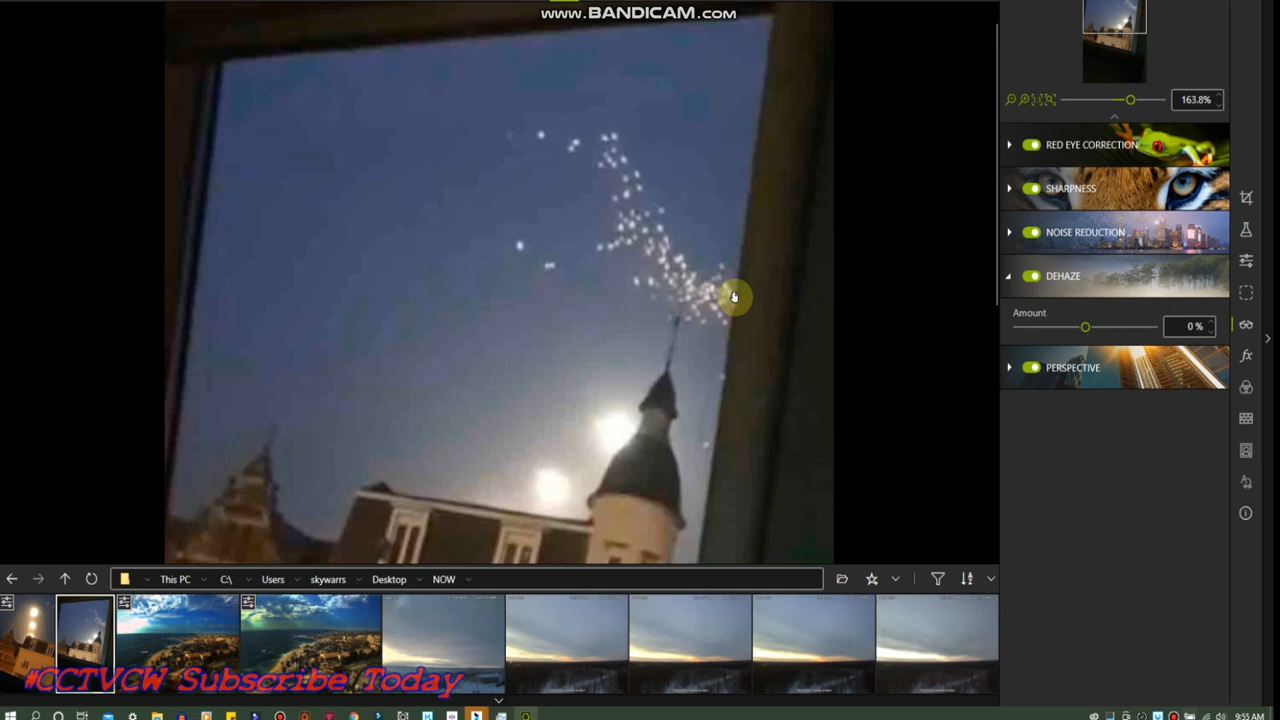 www.BANDICAM.com
163.8%
RED EYE CORRECTION
SHARPNESS
NOISE REDUCTION
DEHAZE
Amount
0 %
PERSPECTIVE
This PC
C:\
Users
skywarrs
Desktop
NOW
#CCTVCW Subscribe Today
9:55 AM